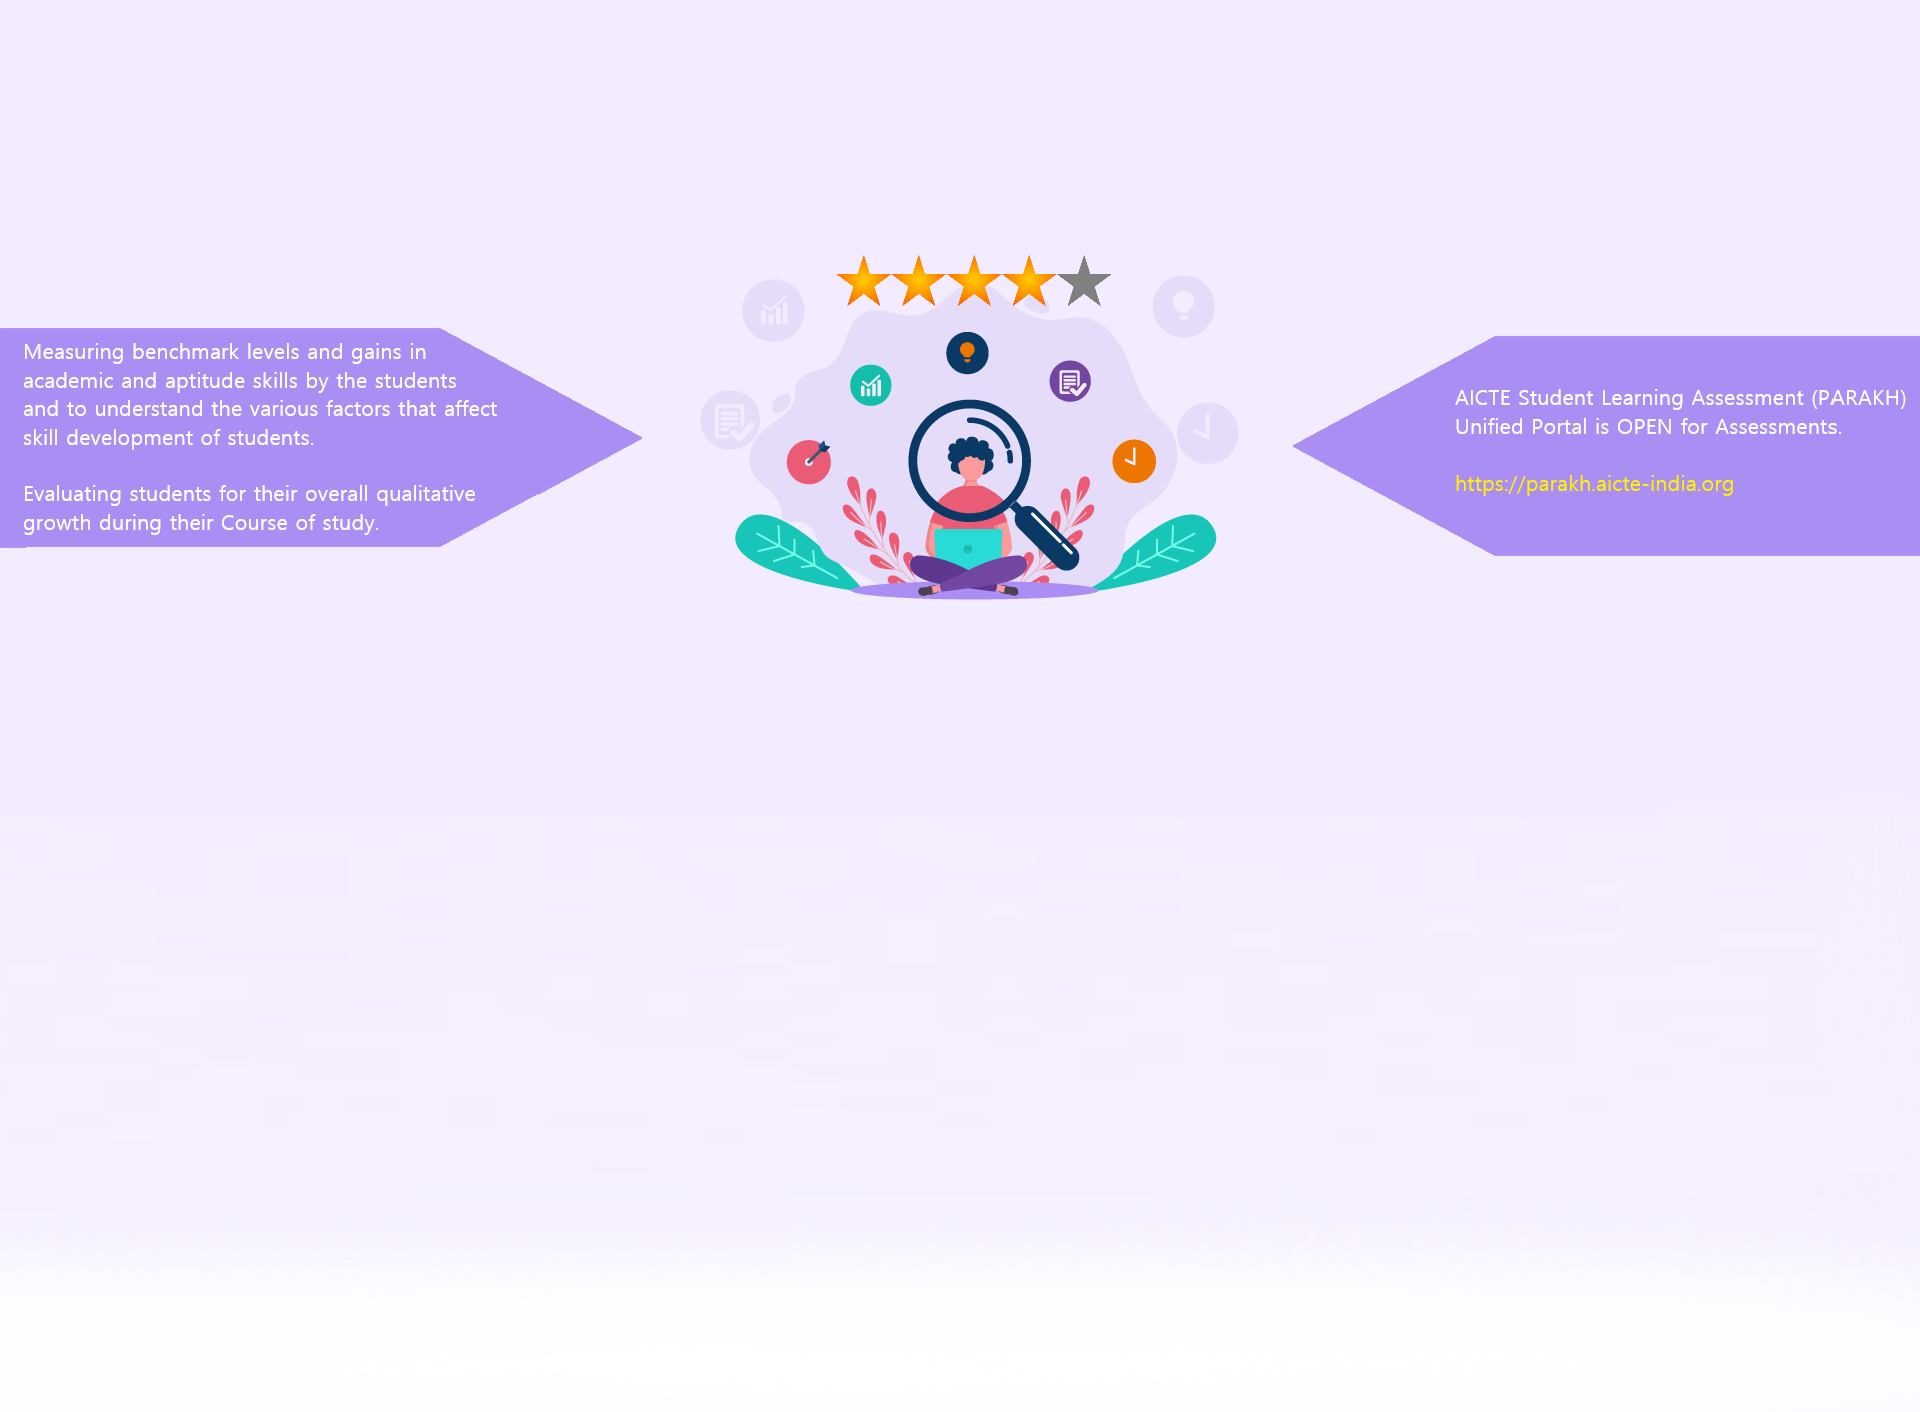 Measuring benchmark levels and gains in
academic and aptitude skills by the students
and to understand the various factors that affect
skill development of students.
Evaluating students for their overall qualitative
growth during their Course of study.
AICTE Student Learning Assessment (PARAKH)
Unified Portal is OPEN for Assessments.
https://parakh.aicte-india.org